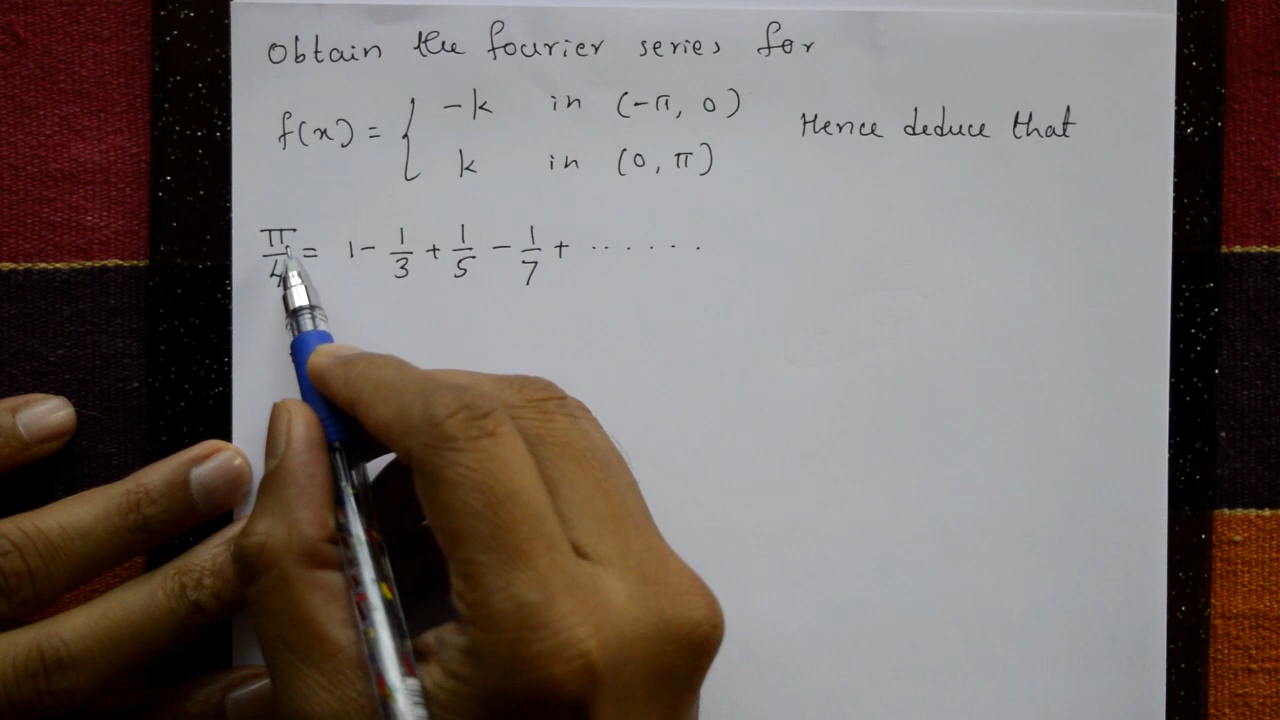 Obtain the fourier series for
f(x) = { -k in (-π, 0)
k in (0, π)
Hence deduce that
π/4 = 1 - 1/3 + 1/5 - 1/7 + .......